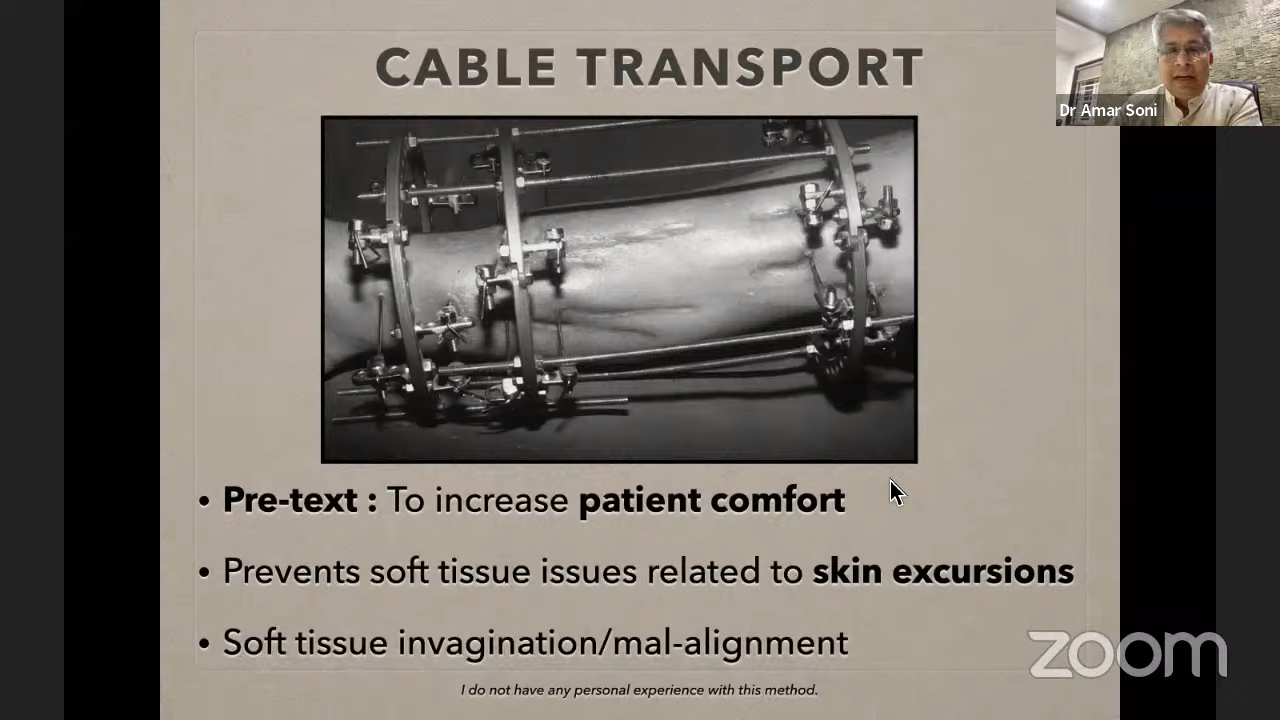 CABLE TRANSPORT
Dr Amar Soni
• Pre-text : To increase patient comfort
• Prevents soft tissue issues related to skin excursions
• Soft tissue invagination/mal-alignment
zoom
I do not have any personal experience with this method.